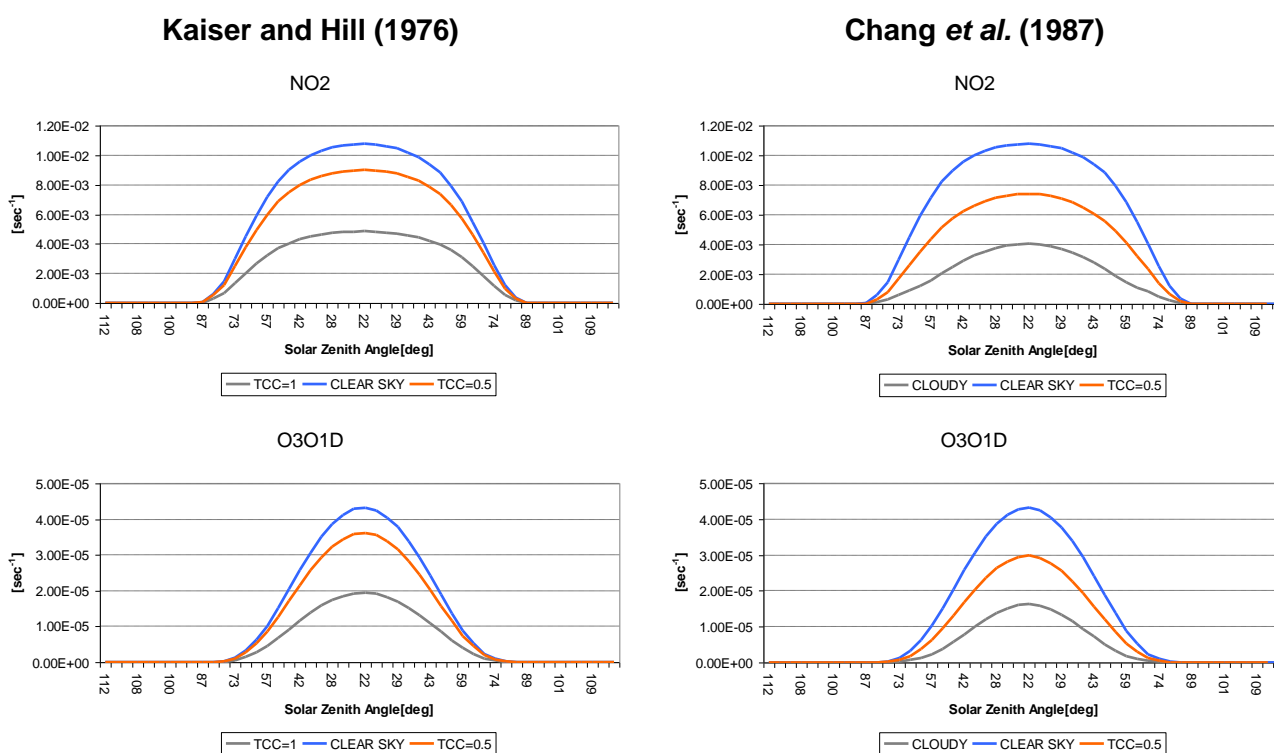 Kaiser and Hill (1976)
Chang et al. (1987)
NO2
1.20E-02
1.00E-02
8.00E-03
6.00E-03
4.00E-03
2.00E-03
0.00E+00
[sec-1]
112 108 100 87 73 57 42 28 22 29 43 59 74 89 101 109
Solar Zenith Angle[deg]
TCC=1 CLEAR SKY TCC=0.5
NO2
1.20E-02
1.00E-02
8.00E-03
6.00E-03
4.00E-03
2.00E-03
0.00E+00
[sec-1]
112 108 100 87 73 57 42 28 22 29 43 59 74 89 101 109
Solar Zenith Angle[deg]
CLOUDY CLEAR SKY TCC=0.5
O3O1D
5.00E-05
4.00E-05
3.00E-05
2.00E-05
1.00E-05
0.00E+00
[sec-1]
112 108 100 87 73 57 42 28 22 29 43 59 74 89 101 109
Solar Zenith Angle[deg]
TCC=1 CLEAR SKY TCC=0.5
O3O1D
5.00E-05
4.00E-05
3.00E-05
2.00E-05
1.00E-05
0.00E+00
[sec-1]
112 108 100 87 73 57 42 28 22 29 43 59 74 89 101 109
Solar Zenith Angle[deg]
CLOUDY CLEAR SKY TCC=0.5